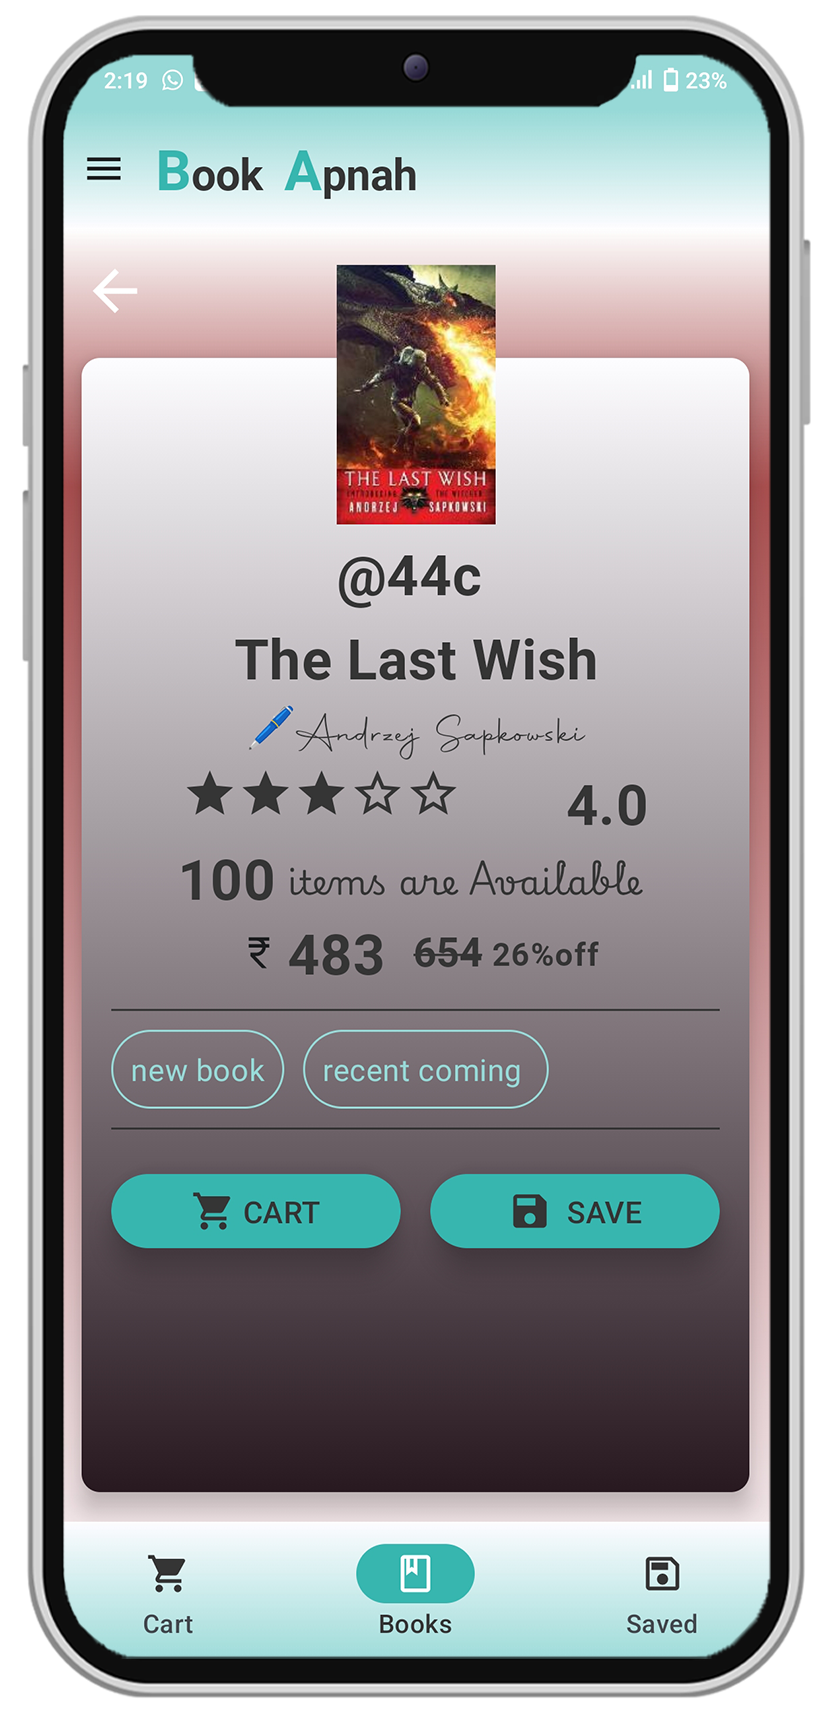 2:19 23%
Book Apnah
THE LAST WISH
INTRODUCING THE WITCHER
ANDRZEJ SAPKOWSKI
@44c
The Last Wish
Andrzej Sapkowski
4.0
100 items are Available
₹ 483 654 26%off
new book recent coming
CART SAVE
Cart Books Saved